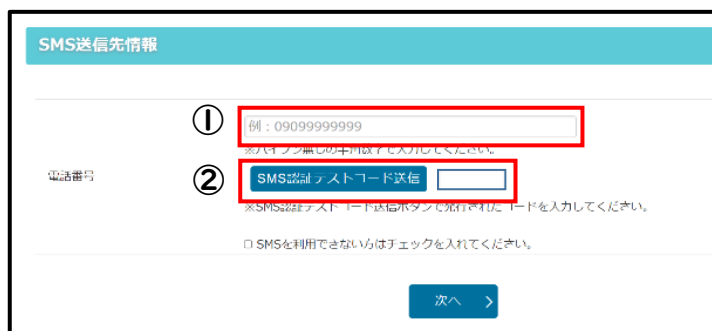 SMS送信先情報
①
例：09099999999
※ハイフン無しの半角数字で入力してください。
電話番号
②
SMS認証テストコード送信
※SMS認証テストコード送信ボタンで発行されたコードを入力してください。
SMSを利用できない方はチェックを入れてください。
次へ